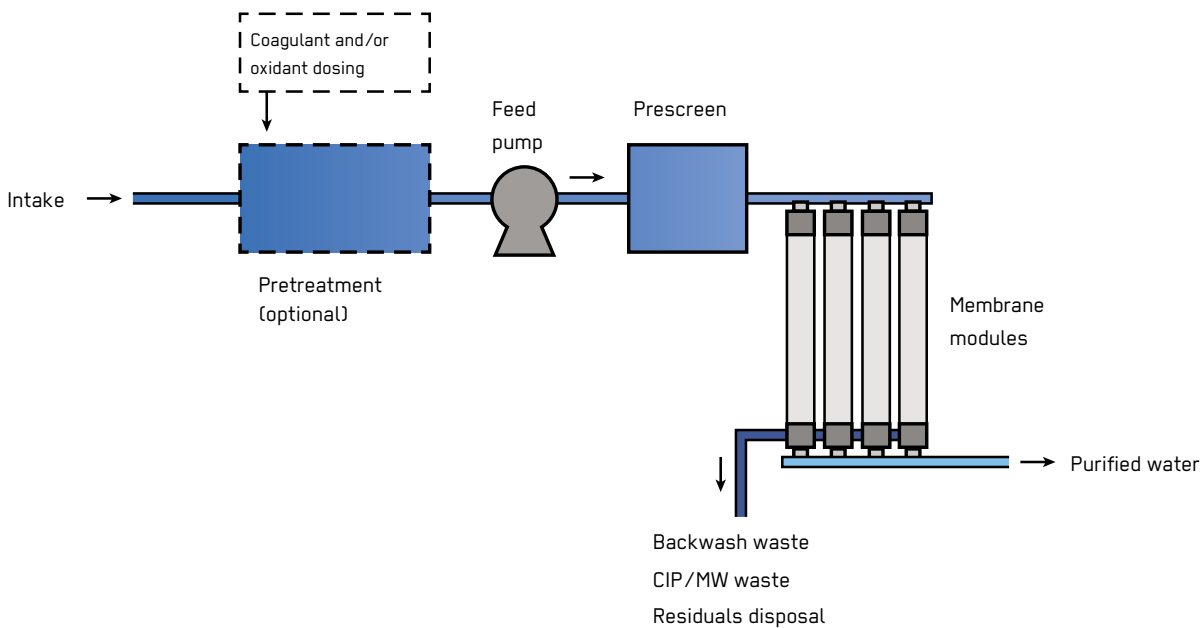 Coagulant and/or
oxidant dosing
Feed
pump
Prescreen
Intake
Pretreatment
(optional)
Membrane
modules
Purified water
Backwash waste
CIP/MW waste
Residuals disposal